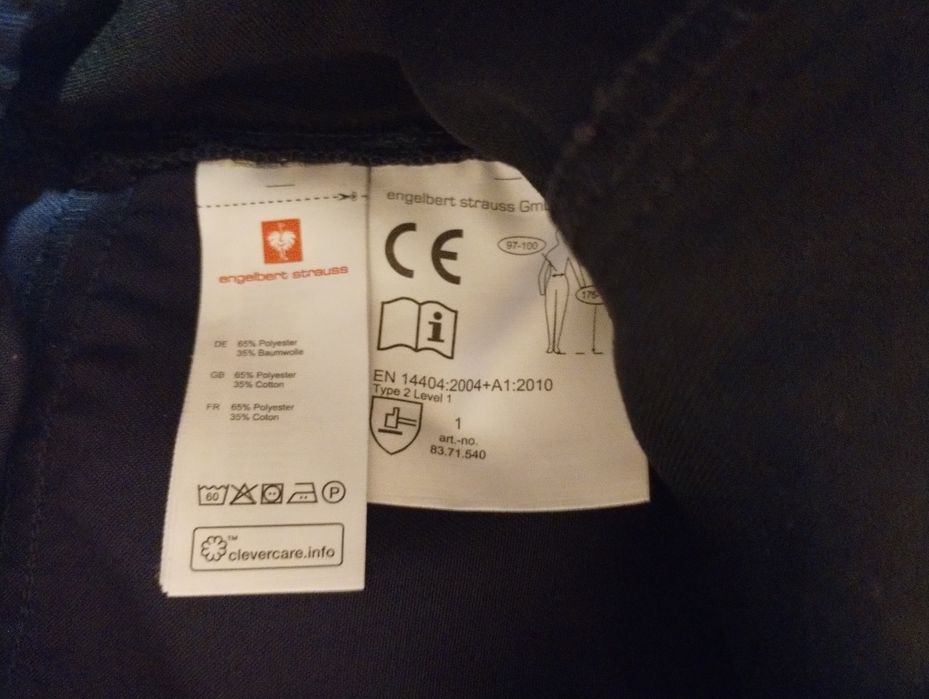 engelbert strauss
DE 65% Polyester
35% Baumwolle
GB 65% Polyester
35% Cotton
FR 65% Polyester
35% Coton
60 P
™
clevercare.info
engelbert strauss
CE
97-100
i
EN 14404:2004+A1:2010
Type 2 Level 1
1
art.-no.
83.71.540